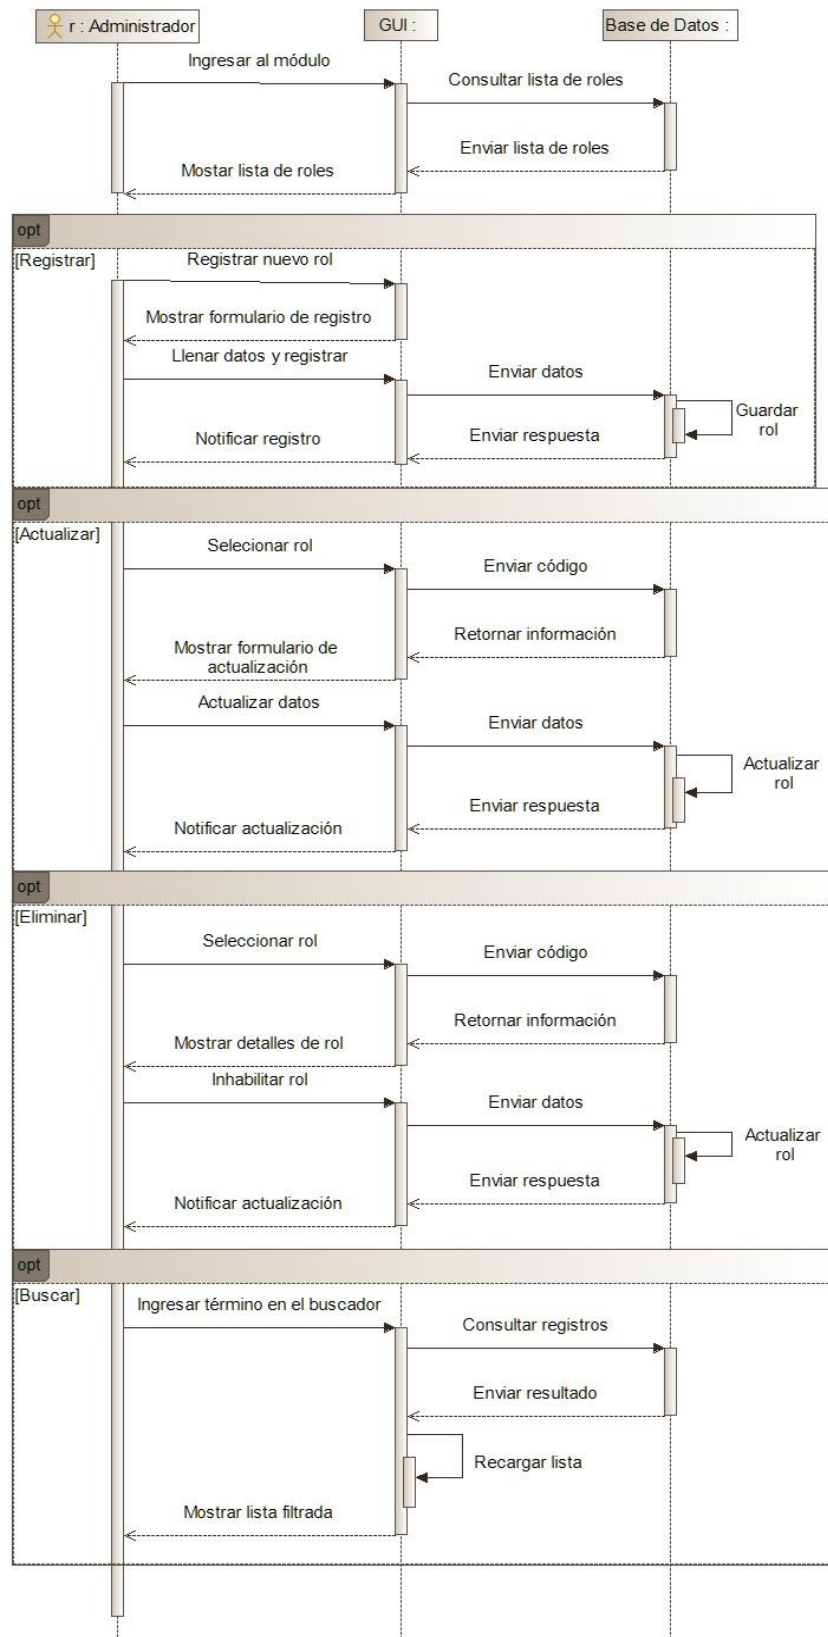 r : Administrador
GUI :
Base de Datos :
Ingresar al módulo
Consultar lista de roles
Enviar lista de roles
Mostar lista de roles
opt
[Registrar]
Registrar nuevo rol
Mostrar formulario de registro
Llenar datos y registrar
Enviar datos
Guardar
rol
Enviar respuesta
Notificar registro
opt
[Actualizar]
Selecionar rol
Enviar código
Retornar información
Mostrar formulario de
actualización
Actualizar datos
Enviar datos
Actualizar
rol
Enviar respuesta
Notificar actualización
opt
[Eliminar]
Seleccionar rol
Enviar código
Retornar información
Mostrar detalles de rol
Inhabilitar rol
Enviar datos
Actualizar
rol
Enviar respuesta
Notificar actualización
opt
[Buscar]
Ingresar término en el buscador
Consultar registros
Enviar resultado
Recargar lista
Mostrar lista filtrada